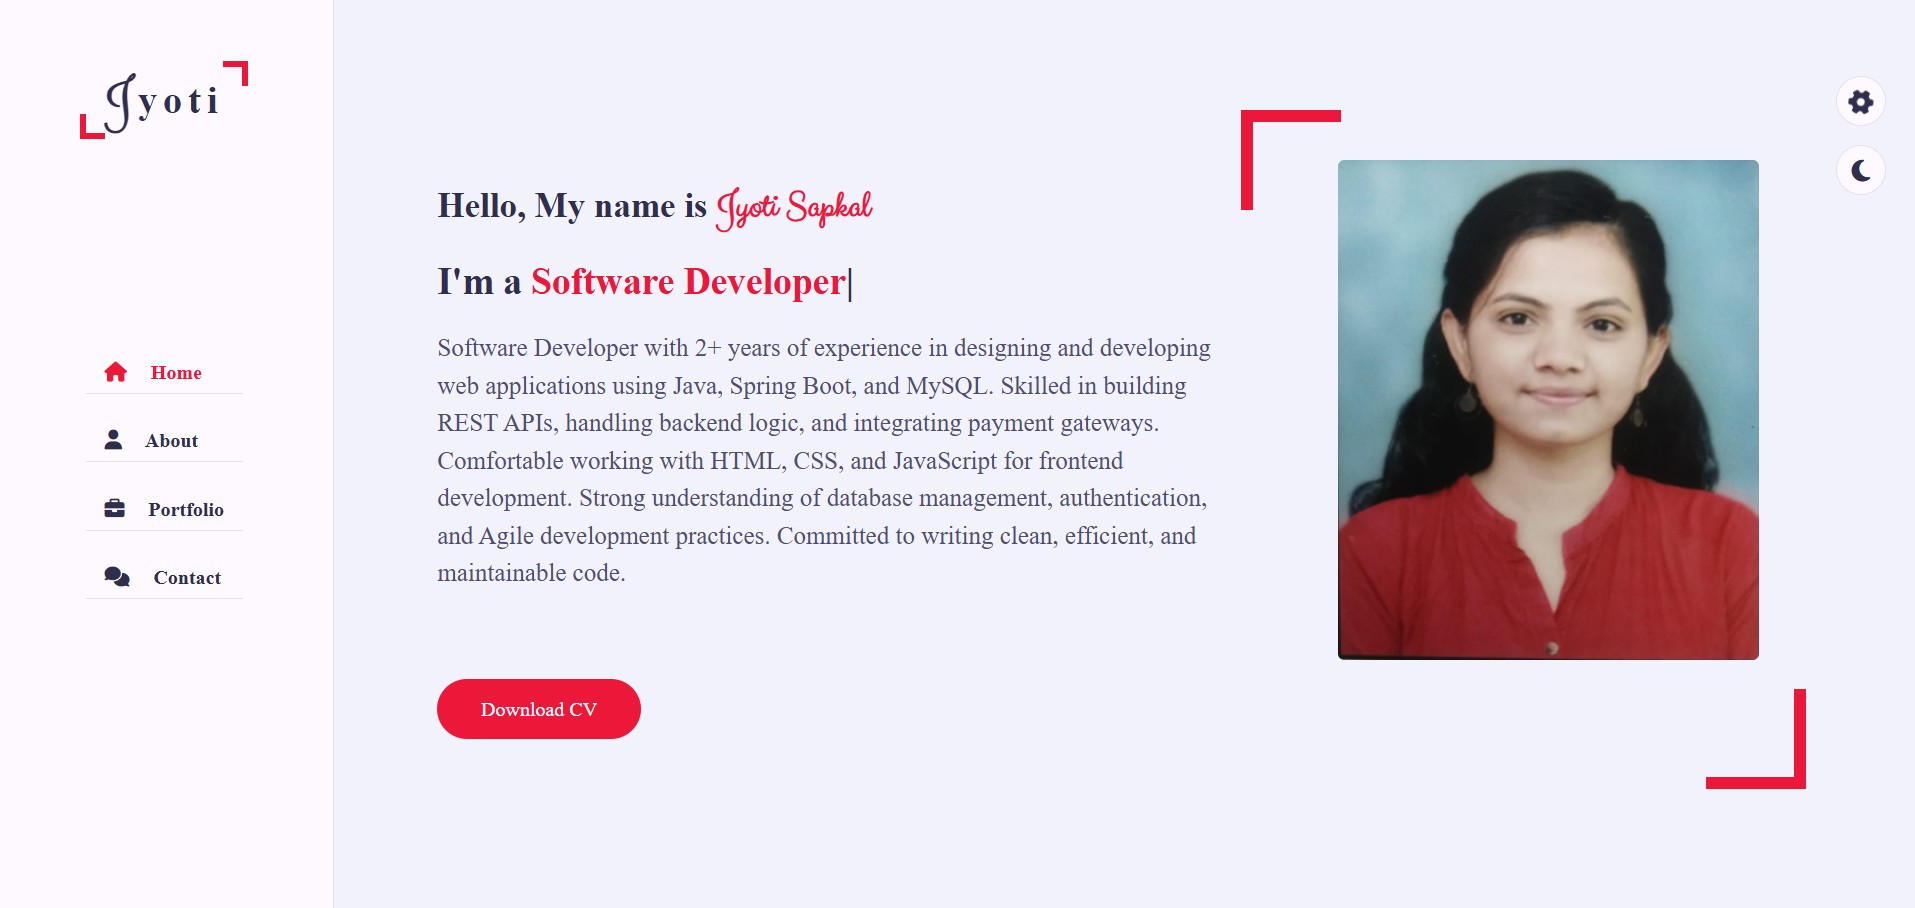 Jyoti
Home
About
Portfolio
Contact
Hello, My name is Jyoti Sapkal
I'm a Software Developer|
Software Developer with 2+ years of experience in designing and developing
web applications using Java, Spring Boot, and MySQL. Skilled in building
REST APIs, handling backend logic, and integrating payment gateways.
Comfortable working with HTML, CSS, and JavaScript for frontend
development. Strong understanding of database management, authentication,
and Agile development practices. Committed to writing clean, efficient, and
maintainable code.
Download CV